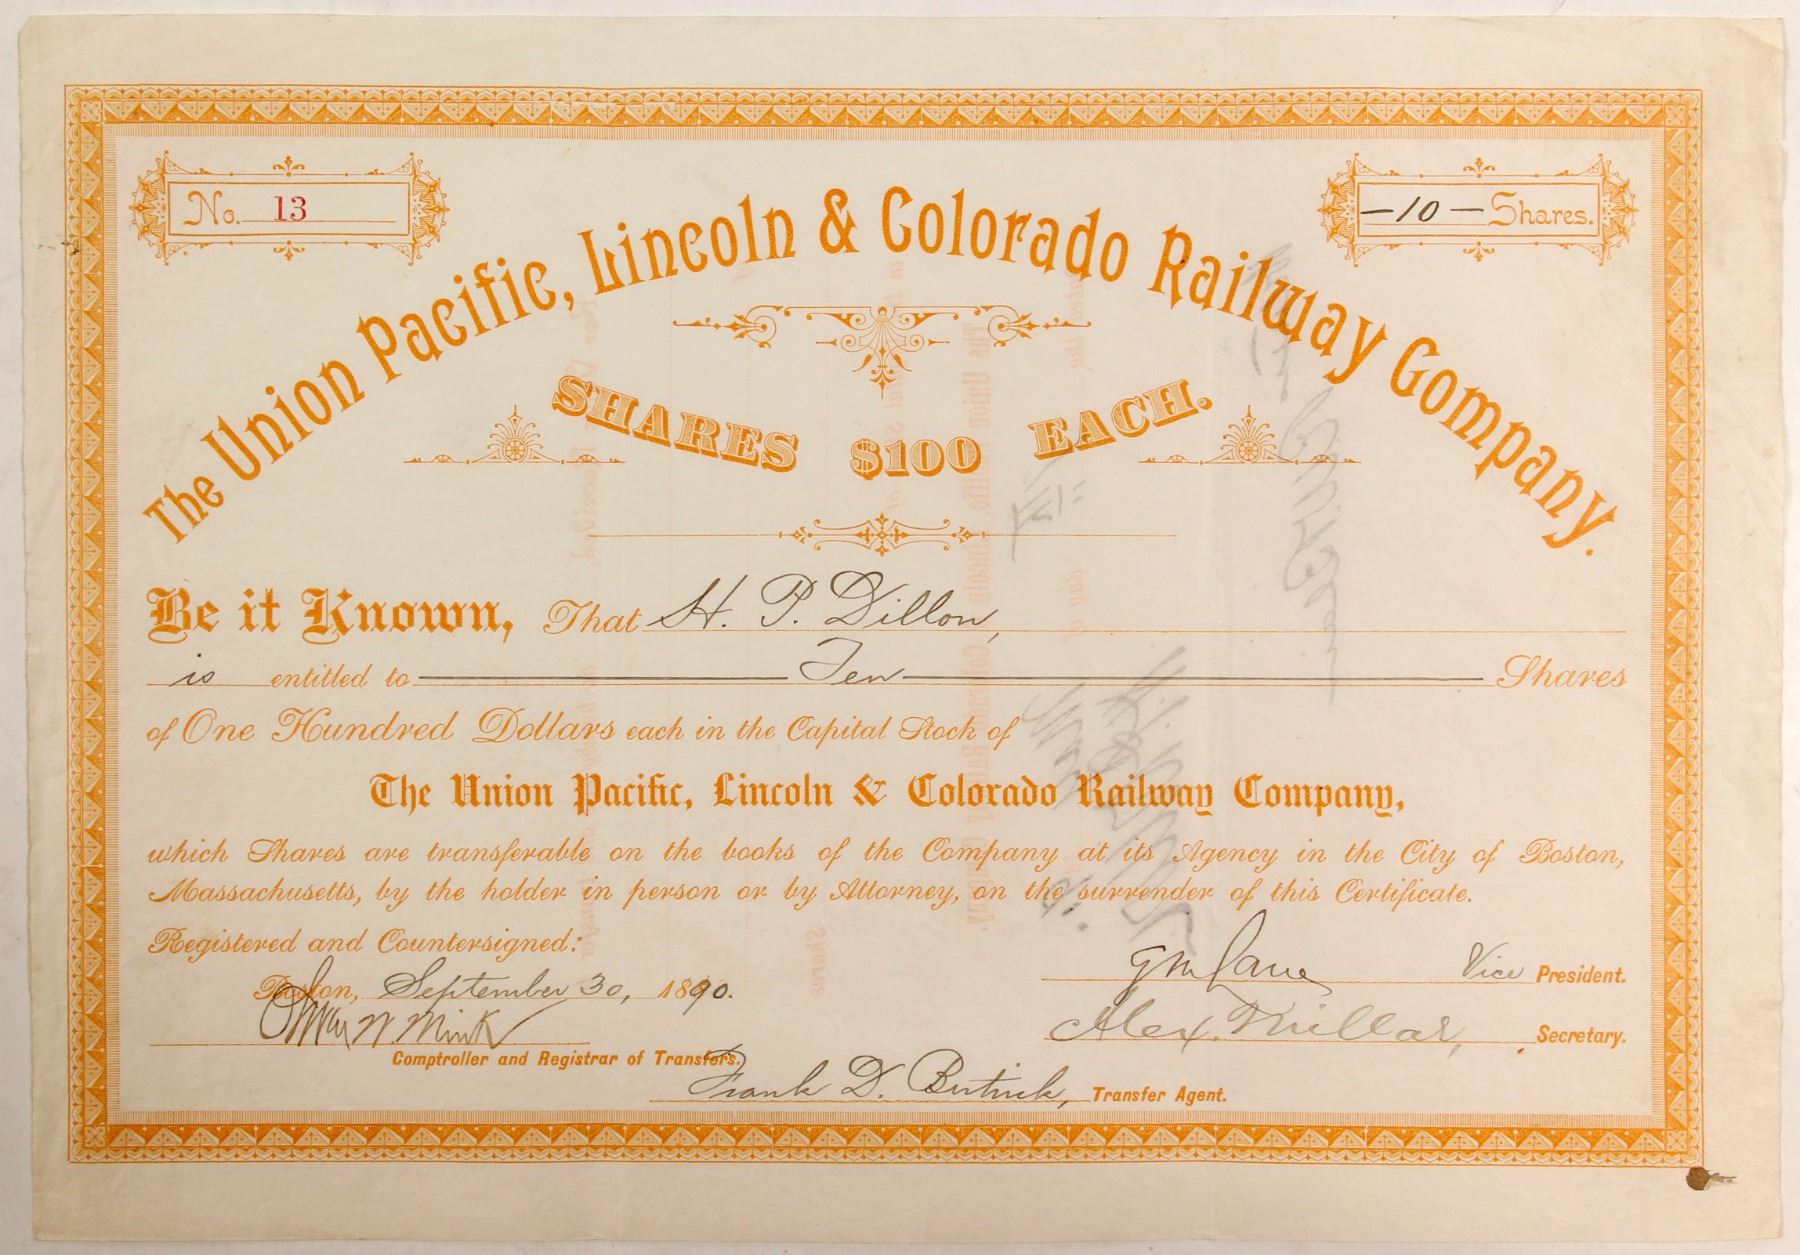 No. 13
-10- Shares.
The Union Pacific, Lincoln & Colorado Railway Company.
SHARES $100 EACH.
Be it Known, That H. P. Dillon,
is entitled to Ten Shares
of One Hundred Dollars each in the Capital Stock of
The Union Pacific, Lincoln & Colorado Railway Company,
which Shares are transferable on the books of the Company at its Agency in the City of Boston,
Massachusetts, by the holder in person or by Attorney, on the surrender of this Certificate.
Registered and Countersigned:
Boston, September 30, 1890.
Oliver W. Mink
Comptroller and Registrar of Transfers.
G M Lane Vice President.
Alex. Millar, Secretary.
Frank D. Transfer Agent.